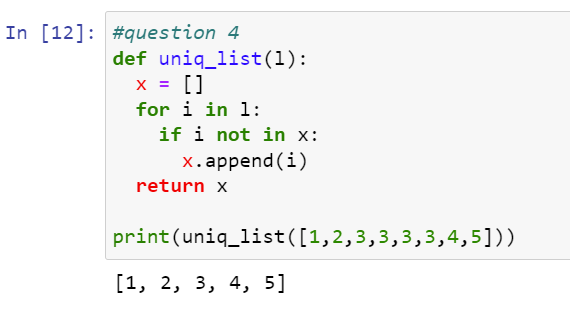 In [12]: #question 4
def uniq_list(l):
  x = []
  for i in l:
    if i not in x:
      x.append(i)
  return x

print(uniq_list([1,2,3,3,3,3,4,5]))
[1, 2, 3, 4, 5]